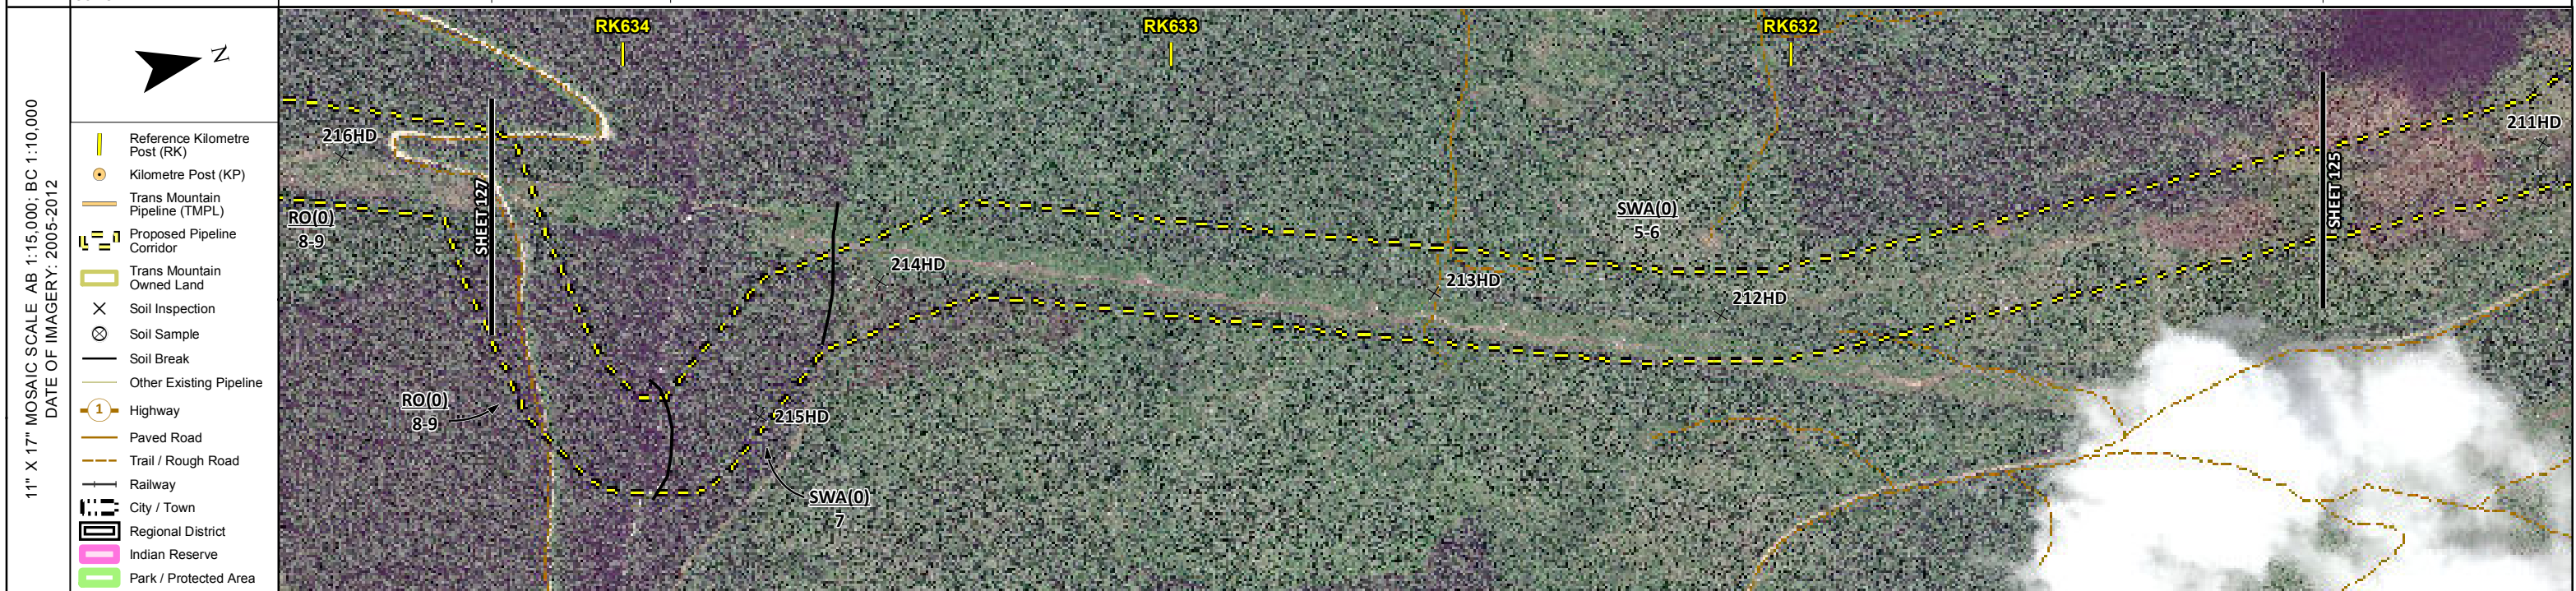 11" X 17" MOSAIC SCALE AB 1:15,000; BC 1:10,000
DATE OF IMAGERY: 2005-2012
N
Reference Kilometre
Post (RK)
Kilometre Post (KP)
Trans Mountain
Pipeline (TMPL)
Proposed Pipeline
Corridor
Trans Mountain
Owned Land
Soil Inspection
Soil Sample
Soil Break
Other Existing Pipeline
1 Highway
Paved Road
Trail / Rough Road
Railway
City / Town
Regional District
Indian Reserve
Park / Protected Area
RK634
RK633
RK632
216HD
211HD
SHEET 127
SHEET 125
RO(0)
8-9
SWA(0)
5-6
214HD
213HD
212HD
RO(0)
8-9
215HD
SWA(0)
7